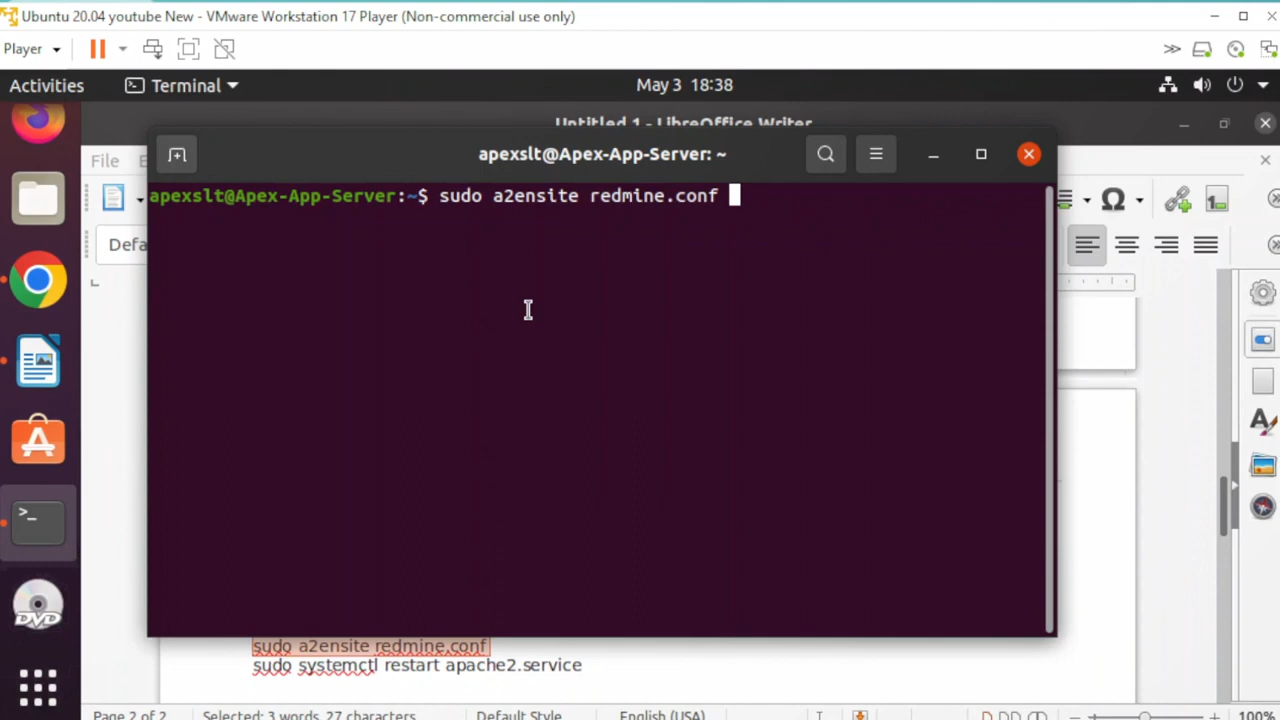 Ubuntu 20.04 youtube New - VMware Workstation 17 Player (Non-commercial use only)
Player
Activities
Terminal
May 3 18:38
Untitled 1 - LibreOffice Writer
File
apexslt@Apex-App-Server: ~
apexslt@Apex-App-Server:~$ sudo a2ensite redmine.conf
Defa
sudo a2ensite redmine.conf
sudo systemctl restart apache2.service
DVD
Page 2 of 2
Selected: 3 words, 27 characters
Default Style
English (USA)
100%